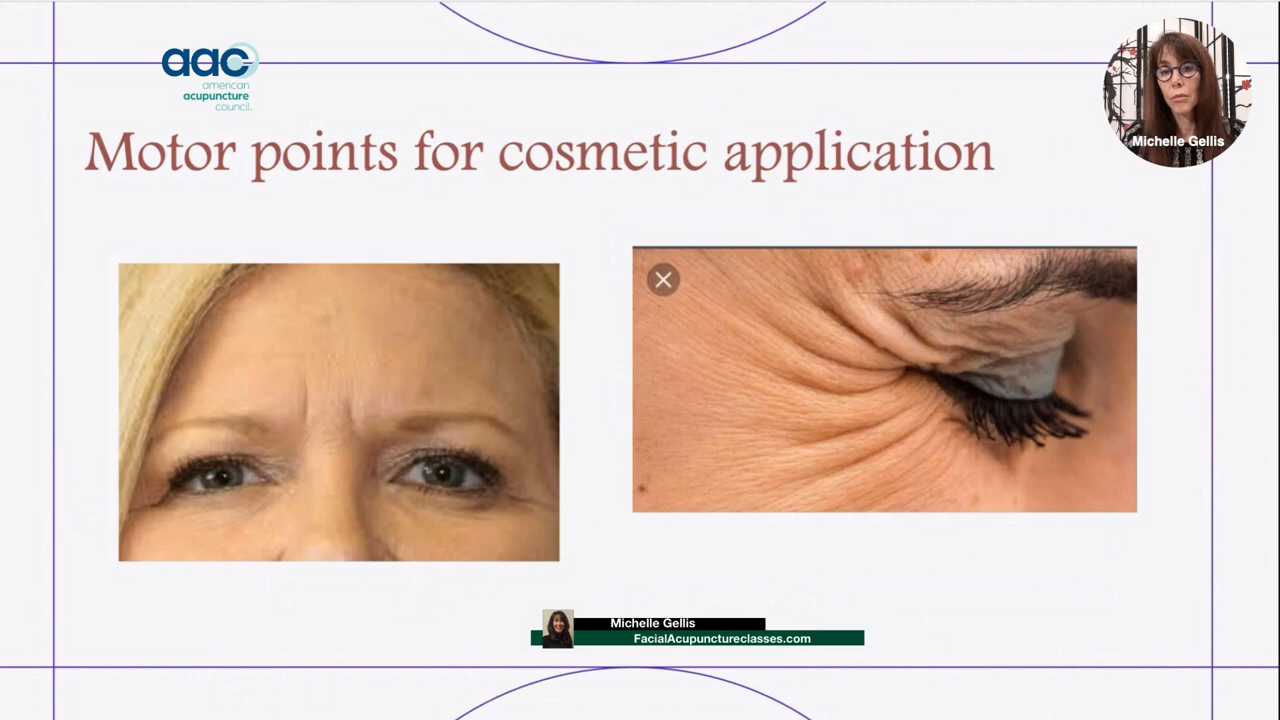 aac
american
acupuncture
council.
Michelle Gellis
Motor points for cosmetic application
Michelle Gellis
FacialAcupunctureclasses.com